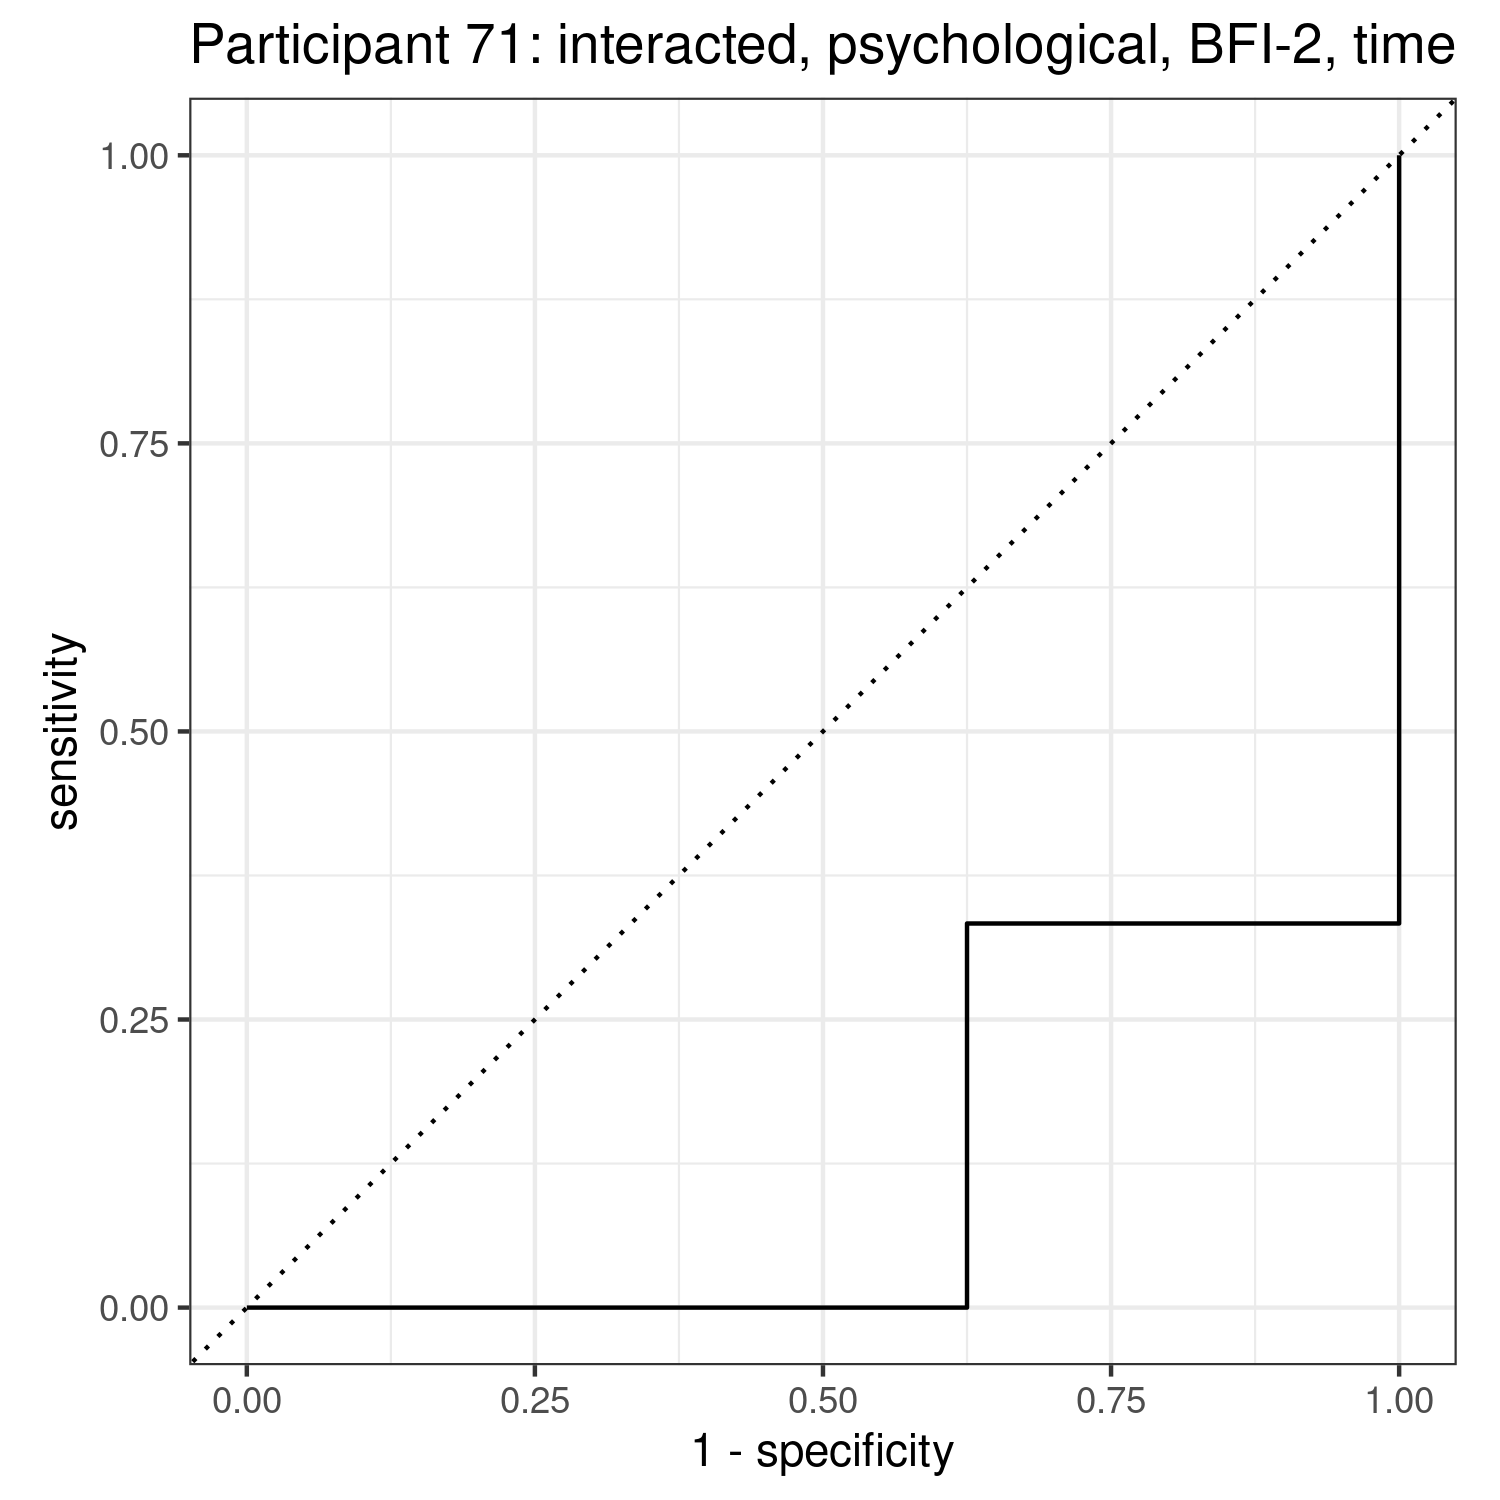 Participant 71: interacted, psychological, BFI-2, time
1.00
0.75
0.50
0.25
0.00
sensitivity
0.00 0.25 0.50 0.75 1.00
1 - specificity